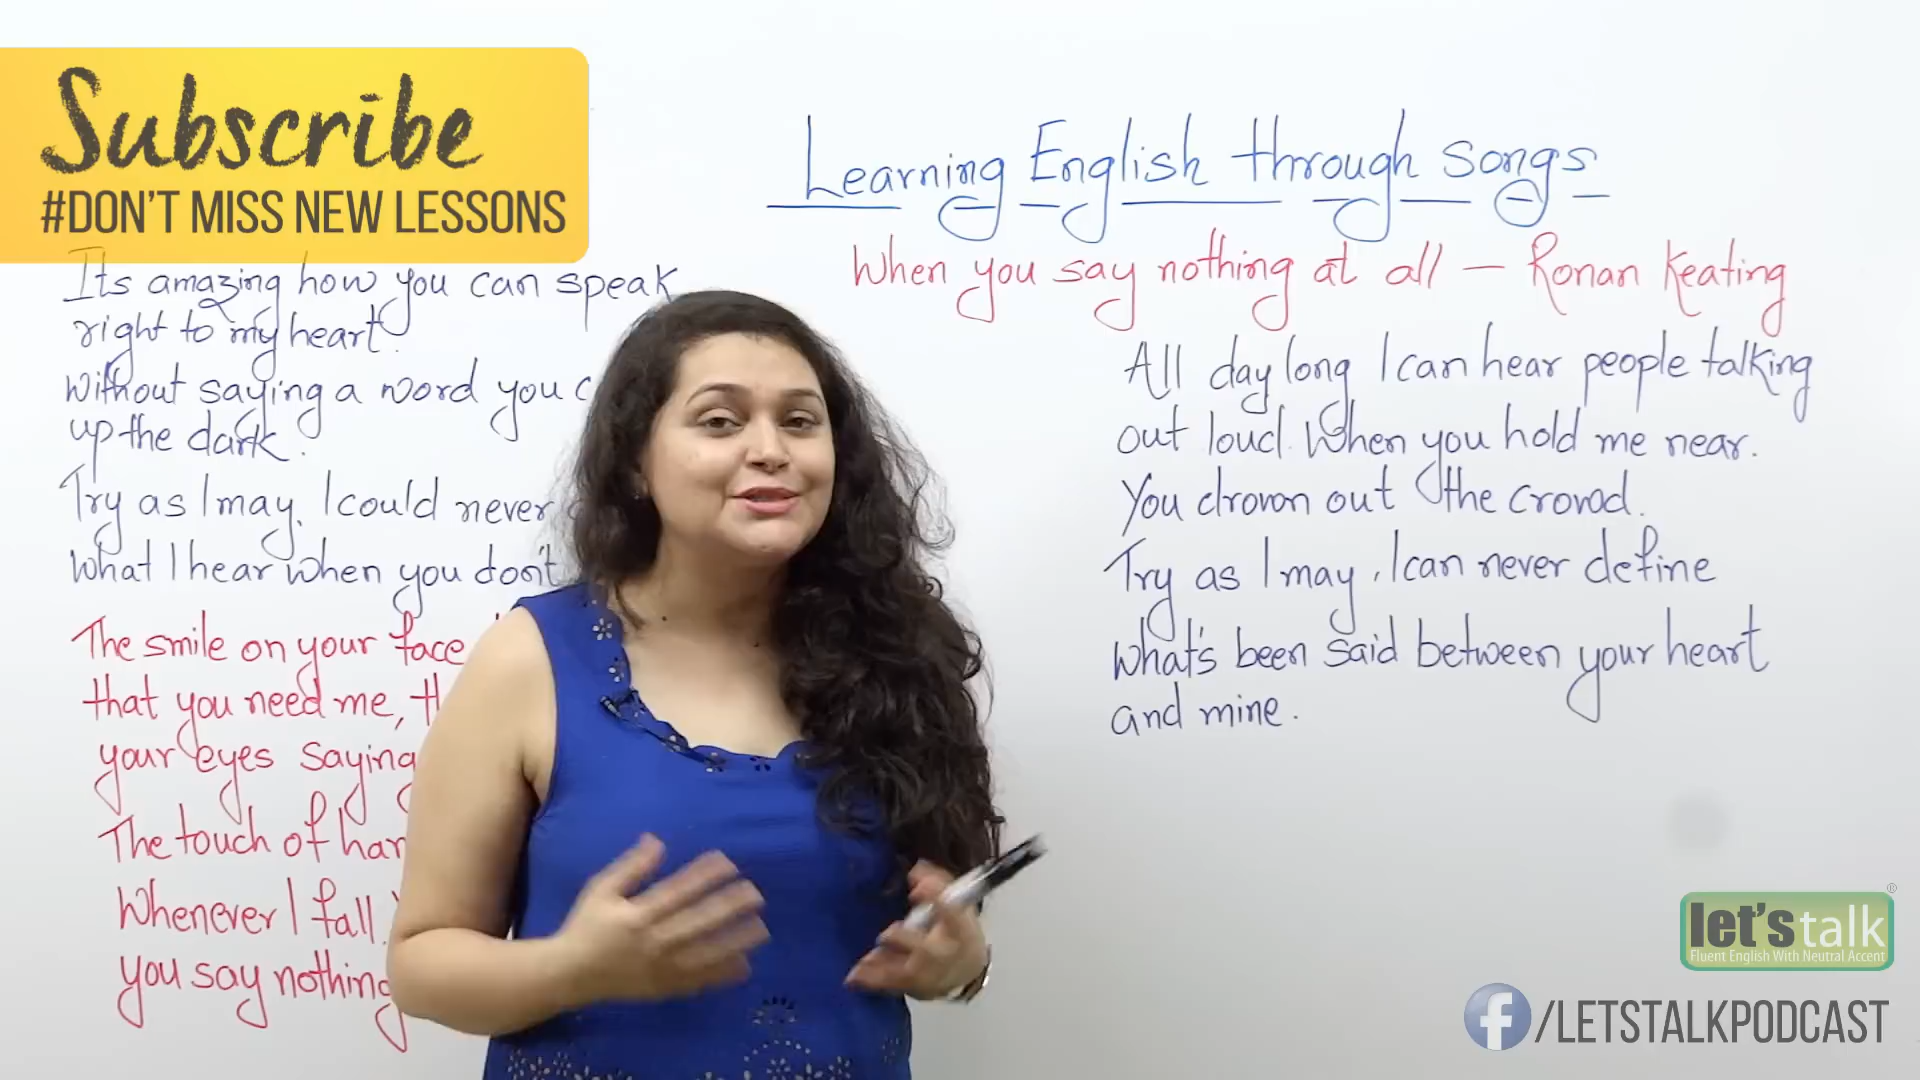 Subscribe
#DON'T MISS NEW LESSONS
Learning English through songs
When you say nothing at all — Ronan Keating
Its amazing how you can speak
right to my heart.
Without saying a word you
up the dark.
Try as I may, I could never
What I hear when you don't
The smile on your face
that you need me,
your eyes saying
The touch of
Whenever I fall.
you say nothing
All day long I can hear people talking
out loud. When you hold me near.
You drown out the crowd.
Try as I may, I can never define
What's been said between your heart
and mine.
let's talk ®
Fluent English With Neutral Accent
f /LETSTALKPODCAST